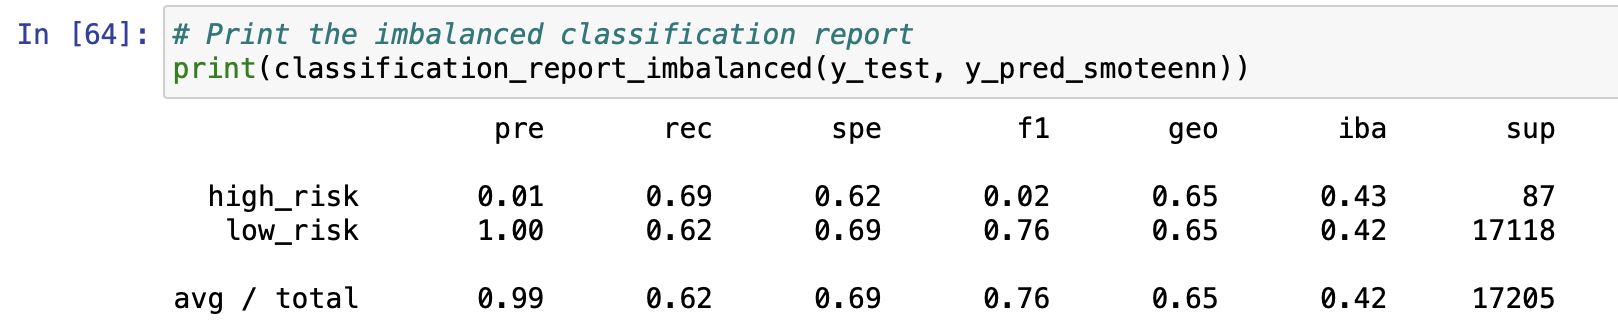 In [64]: # Print the imbalanced classification report
print(classification_report_imbalanced(y_test, y_pred_smoteenn))
pre rec spe f1 geo iba sup
high_risk 0.01 0.69 0.62 0.02 0.65 0.43 87
low_risk 1.00 0.62 0.69 0.76 0.65 0.42 17118
avg / total 0.99 0.62 0.69 0.76 0.65 0.42 17205